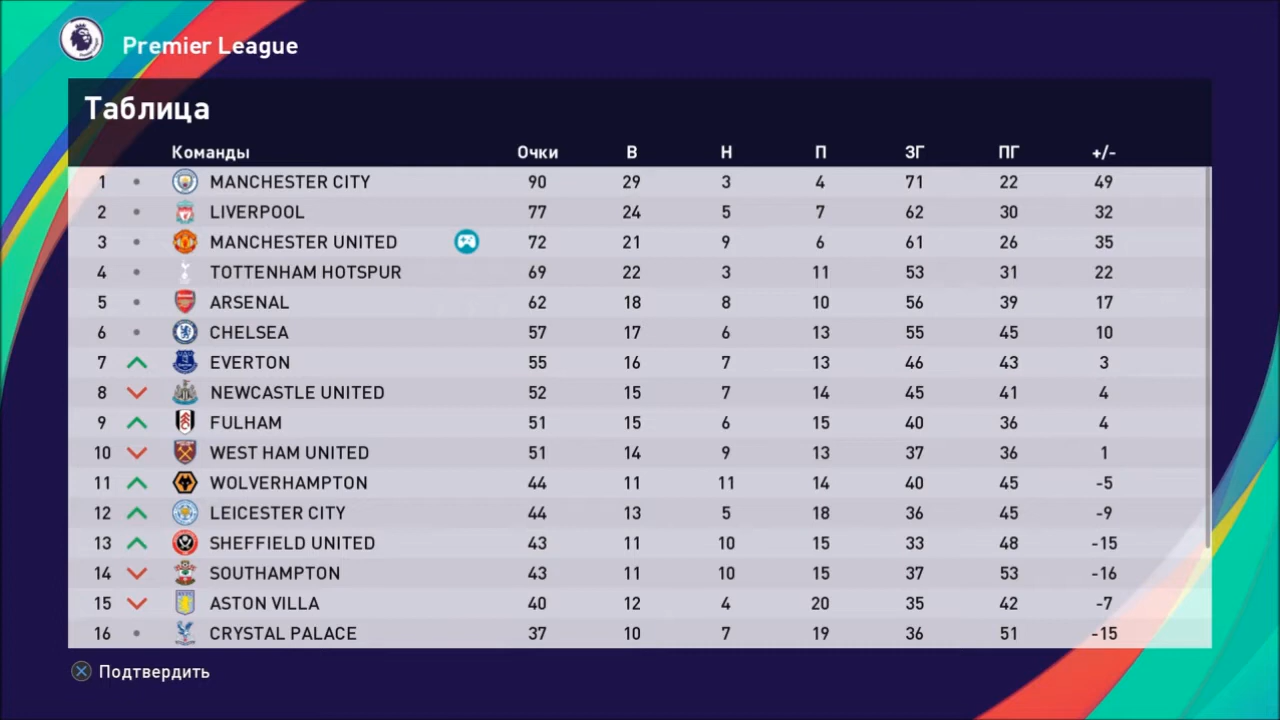 Premier League
Таблица
Команды Очки В Н П ЗГ ПГ +/-
1 MANCHESTER CITY 90 29 3 4 71 22 49
2 LIVERPOOL 77 24 5 7 62 30 32
3 MANCHESTER UNITED 72 21 9 6 61 26 35
4 TOTTENHAM HOTSPUR 69 22 3 11 53 31 22
5 ARSENAL 62 18 8 10 56 39 17
6 CHELSEA 57 17 6 13 55 45 10
7 EVERTON 55 16 7 13 46 43 3
8 NEWCASTLE UNITED 52 15 7 14 45 41 4
9 FULHAM 51 15 6 15 40 36 4
10 WEST HAM UNITED 51 14 9 13 37 36 1
11 WOLVERHAMPTON 44 11 11 14 40 45 -5
12 LEICESTER CITY 44 13 5 18 36 45 -9
13 SHEFFIELD UNITED 43 11 10 15 33 48 -15
14 SOUTHAMPTON 43 11 10 15 37 53 -16
15 ASTON VILLA 40 12 4 20 35 42 -7
16 CRYSTAL PALACE 37 10 7 19 36 51 -15
Подтвердить